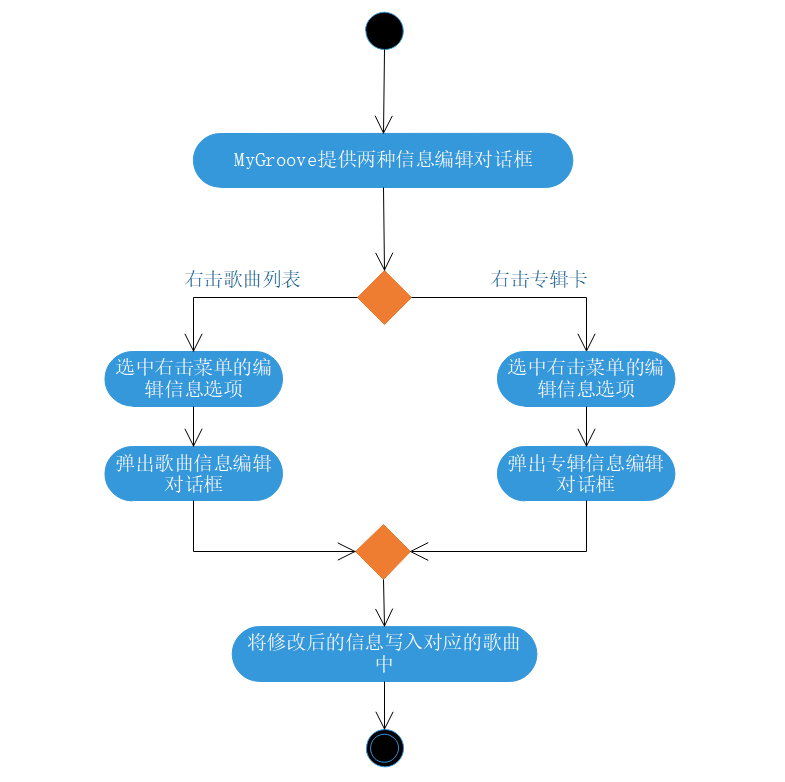 MyGroove提供两种信息编辑对话框
右击歌曲列表
右击专辑卡
选中右击菜单的编
辑信息选项
选中右击菜单的编
辑信息选项
弹出歌曲信息编辑
对话框
弹出专辑信息编辑
对话框
将修改后的信息写入对应的歌曲
中